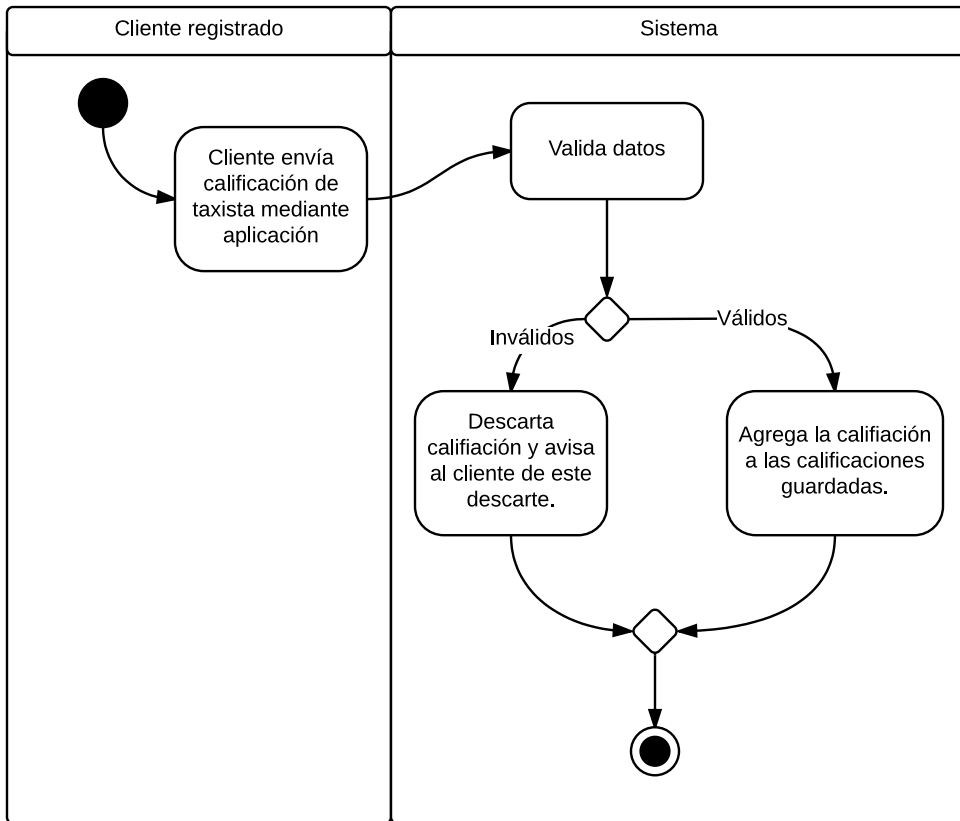 Cliente registrado
Sistema
Cliente envía
calificación de
taxista mediante
aplicación
Valida datos
Inválidos
Válidos
Descarta
califiación y avisa
al cliente de este
descarte.
Agrega la califiación
a las calificaciones
guardadas.